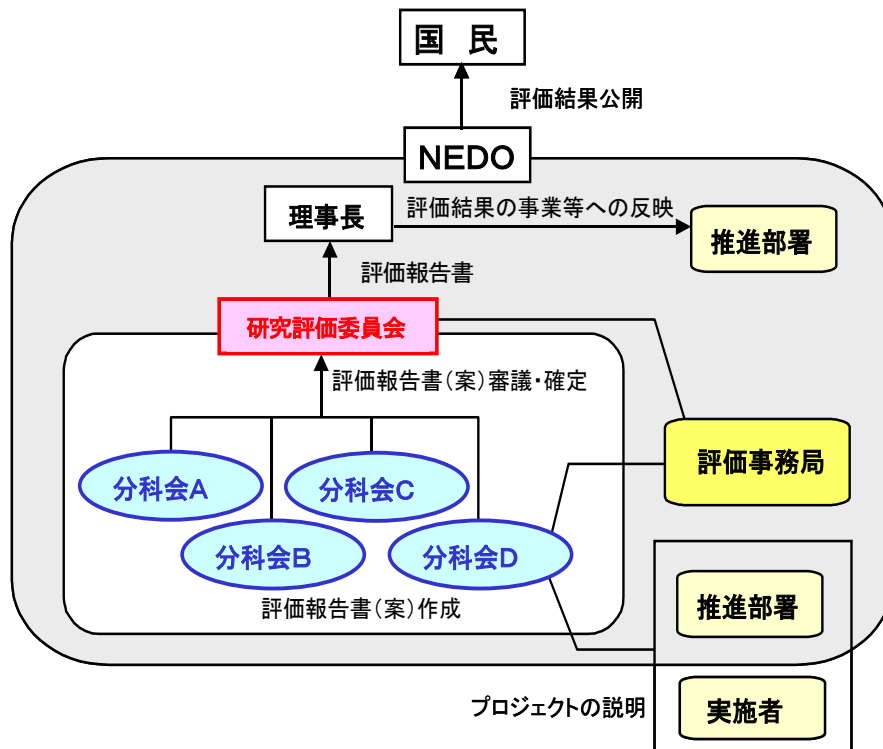 国 民
評価結果公開
NEDO
理事長
評価結果の事業等への反映
推進部署
評価報告書
研究評価委員会
評価報告書(案)審議・確定
評価事務局
分科会A
分科会C
分科会B
分科会D
評価報告書(案)作成
推進部署
プロジェクトの説明
実施者